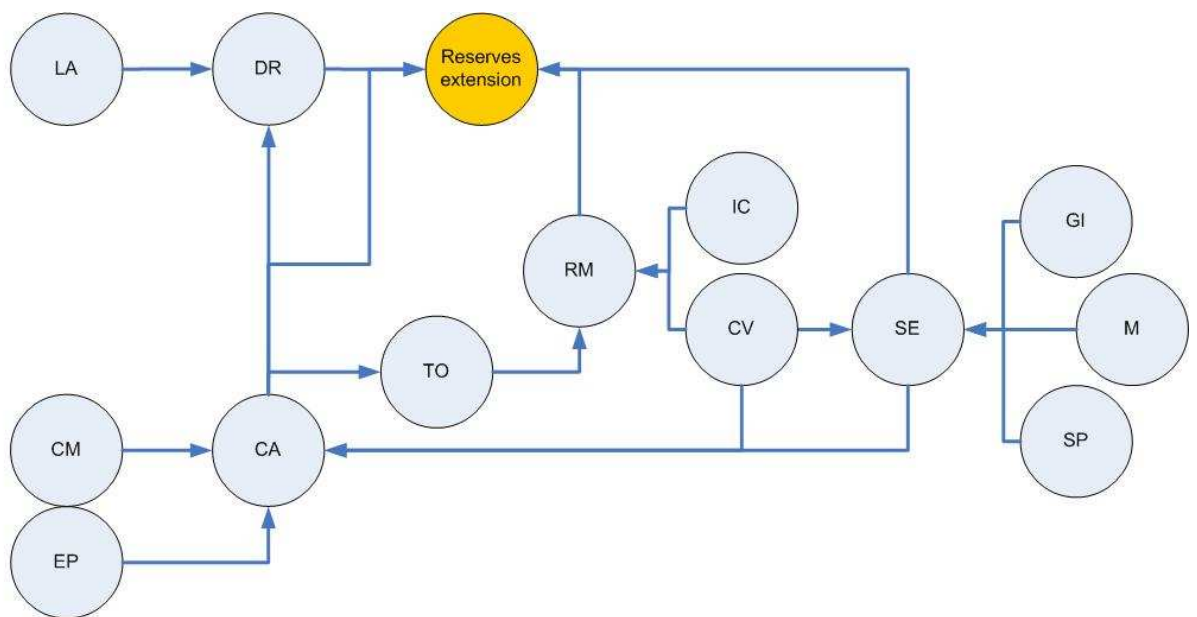 LA
DR
Reserves
extension
IC
GI
RM
CV
SE
M
TO
CM
CA
SP
EP